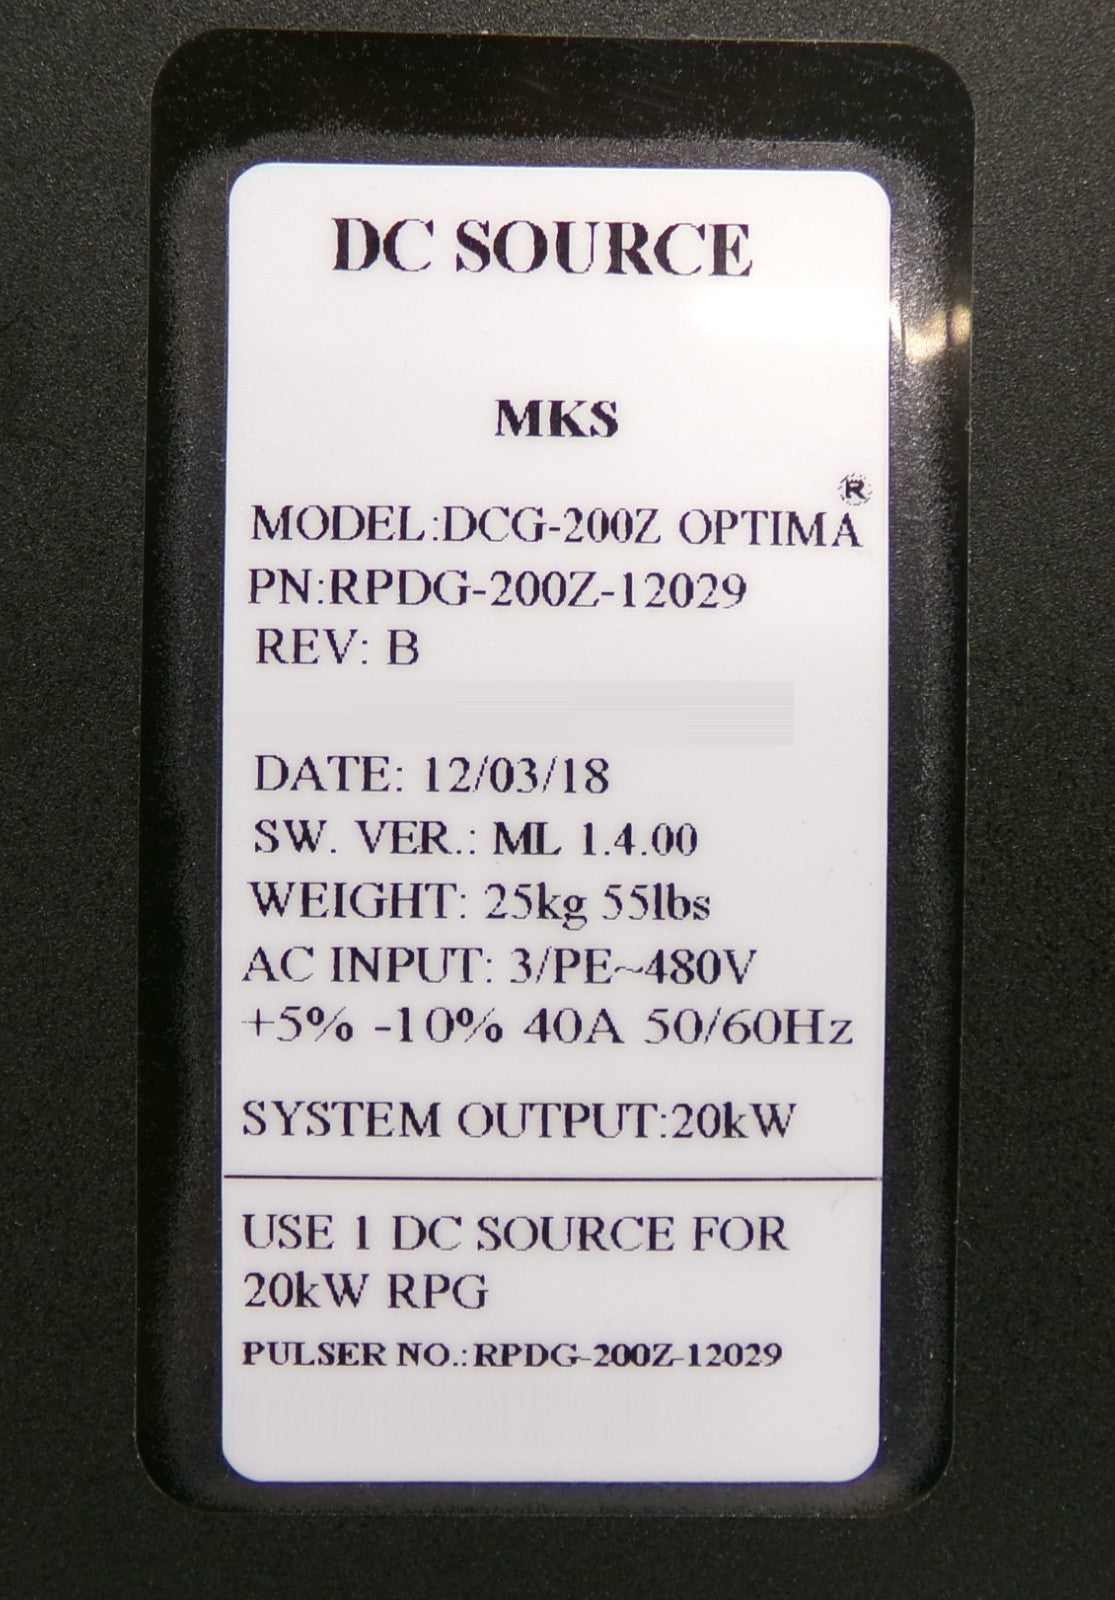 DC SOURCE
MKS
MODEL:DCG-200Z OPTIMA®
PN:RPDG-200Z-12029
REV: B
DATE: 12/03/18
SW. VER.: ML 1.4.00
WEIGHT: 25kg 55lbs
AC INPUT: 3/PE~480V
+5% -10% 40A 50/60Hz
SYSTEM OUTPUT:20kW
USE 1 DC SOURCE FOR
20kW RPG
PULSER NO.:RPDG-200Z-12029